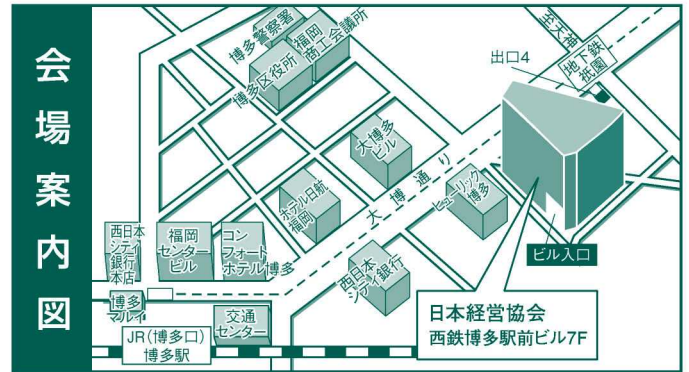 会場案内図
博多警察署
福岡
商工会議所
博多区役所
至天神
地下鉄
祇園
出口4
大博多
ビル
大博通り
ヒューリック
博多
ホテル日航
福岡
西日本
シティ
銀行
本店
福岡
センター
ビル
コン
フォート
ホテル博多
西日本
シティ銀行
ビル入口
博多
マルイ
交通
センター
JR(博多口)
博多駅
日本経営協会
西鉄博多駅前ビル7F